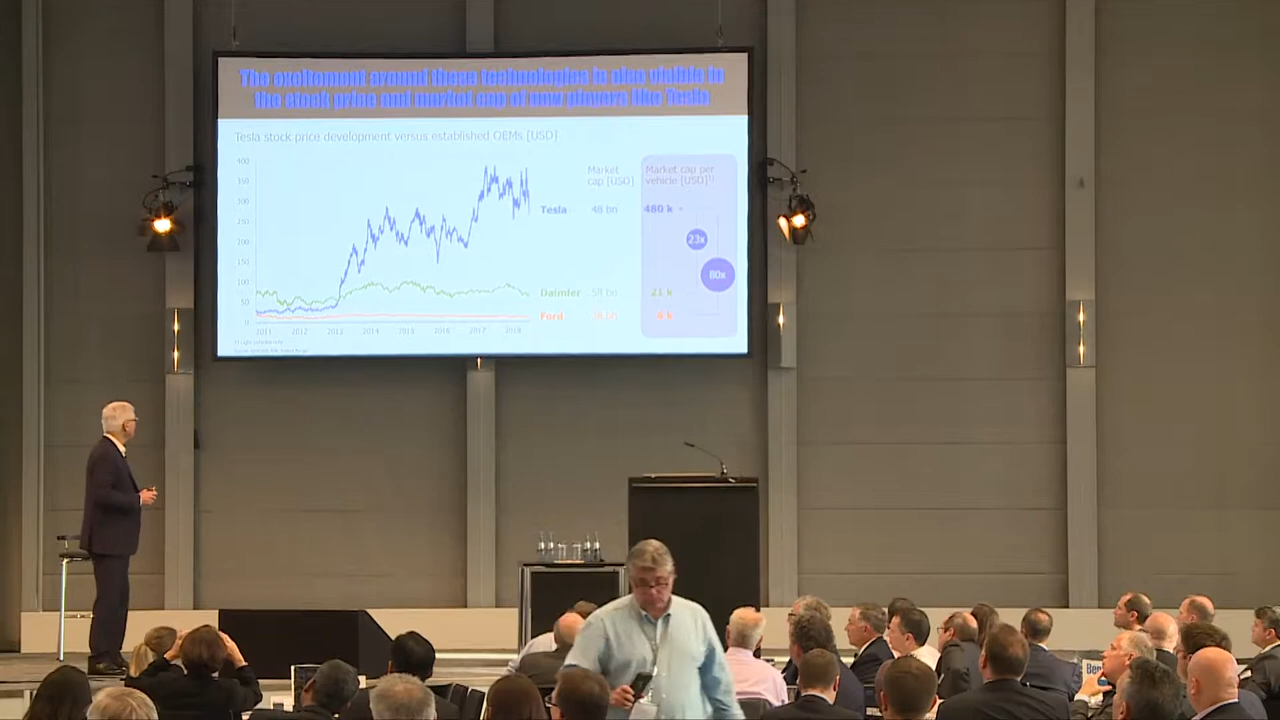 The excitement around these technologies is also visible in
the stock price and market cap of new players like Tesla
Tesla stock price development versus established OEMs [USD]
Market cap [USD]
Market cap per vehicle [USD]1)
400
350
300
250
200
150
100
50
0
2011 2012 2013 2014 2015 2016 2017 2018
Tesla 48 bn 480 k
23x
80x
Daimler 21 k
Ford
Ben